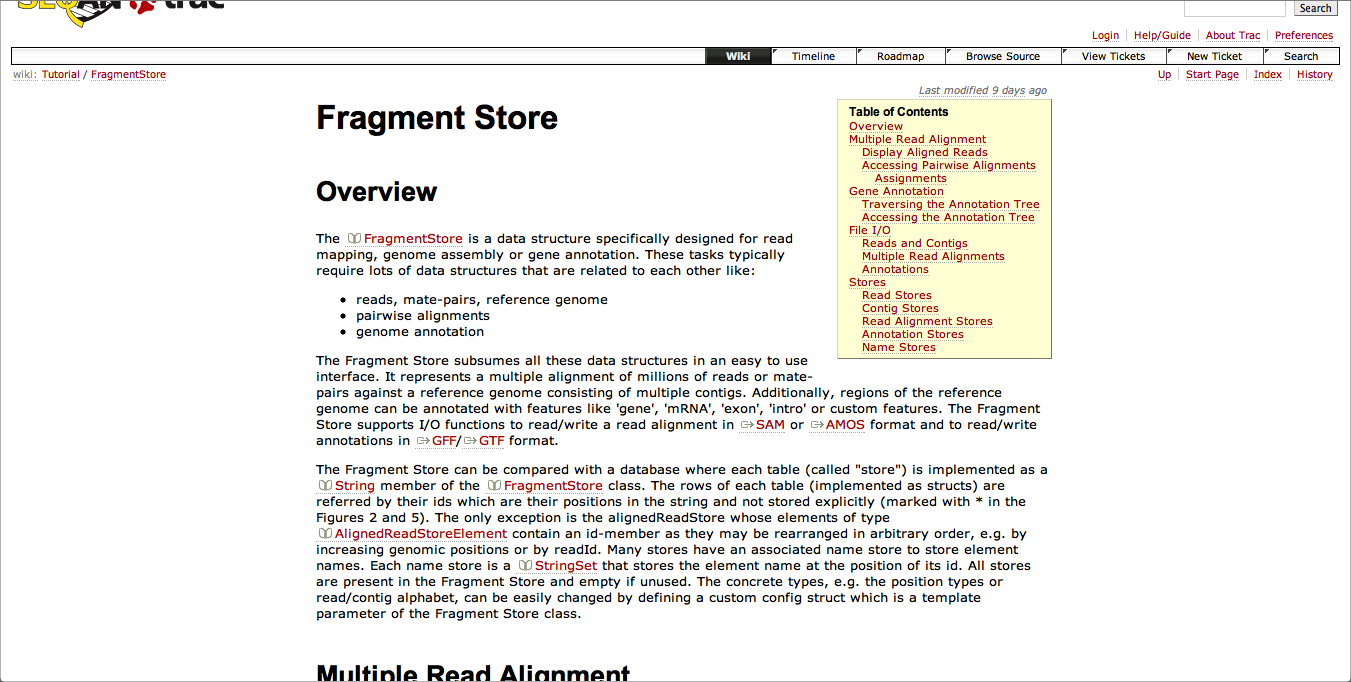 SEQAN trac
Search
Login Help/Guide About Trac Preferences
Wiki Timeline Roadmap Browse Source View Tickets New Ticket Search
wiki: Tutorial / FragmentStore
Up Start Page Index History
Last modified 9 days ago
Fragment Store
Table of Contents
Overview
Multiple Read Alignment
Display Aligned Reads
Accessing Pairwise Alignments
Assignments
Gene Annotation
Traversing the Annotation Tree
Accessing the Annotation Tree
File I/O
Reads and Contigs
Multiple Read Alignments
Annotations
Stores
Read Stores
Contig Stores
Read Alignment Stores
Annotation Stores
Name Stores
Overview
The FragmentStore is a data structure specifically designed for read
mapping, genome assembly or gene annotation. These tasks typically
require lots of data structures that are related to each other like:
• reads, mate-pairs, reference genome
• pairwise alignments
• genome annotation
The Fragment Store subsumes all these data structures in an easy to use
interface. It represents a multiple alignment of millions of reads or mate-
pairs against a reference genome consisting of multiple contigs. Additionally, regions of the reference
genome can be annotated with features like 'gene', 'mRNA', 'exon', 'intro' or custom features. The Fragment
Store supports I/O functions to read/write a read alignment in SAM or AMOS format and to read/write
annotations in GFF/GTF format.
The Fragment Store can be compared with a database where each table (called "store") is implemented as a
String member of the FragmentStore class. The rows of each table (implemented as structs) are
referred by their ids which are their positions in the string and not stored explicitly (marked with * in the
Figures 2 and 5). The only exception is the alignedReadStore whose elements of type
AlignedReadStoreElement contain an id-member as they may be rearranged in arbitrary order, e.g. by
increasing genomic positions or by readId. Many stores have an associated name store to store element
names. Each name store is a StringSet that stores the element name at the position of its id. All stores
are present in the Fragment Store and empty if unused. The concrete types, e.g. the position types or
read/contig alphabet, can be easily changed by defining a custom config struct which is a template
parameter of the Fragment Store class.
Multiple Read Alignment